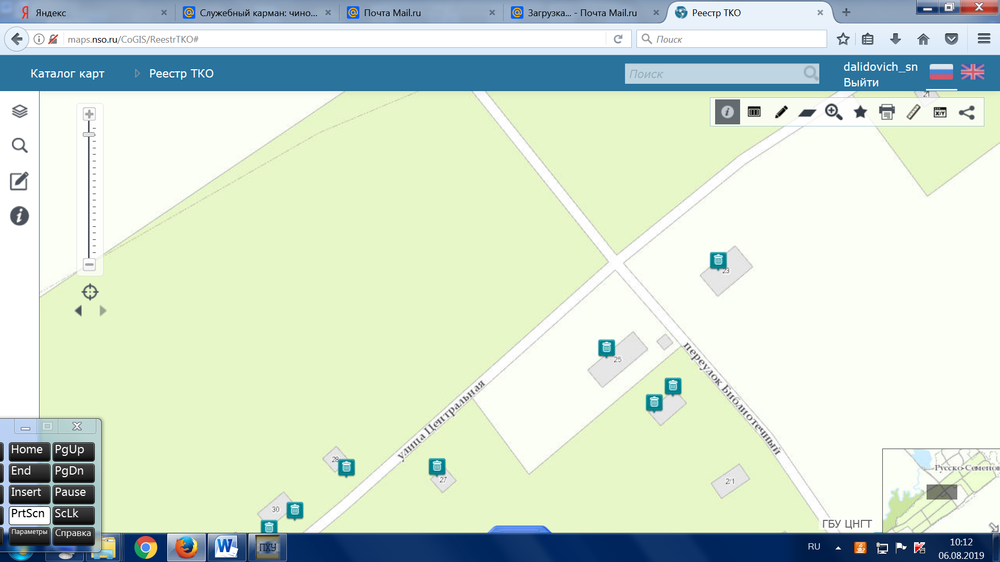 Яндекс
Служебный карман: чино...
Почта Mail.ru
Загрузка... - Почта Mail.ru
Реестр ТКО
maps.nso.ru/CoGIS/ReestrTKO#
Поиск
Каталог карт
Реестр ТКО
Поиск
dalidovich_sn
Выйти
21
X,Y
23
25
переулок Библиотечный
улица Центральная
28
27
30
2/1
Русско-Семенов
ГБУ ЦНГТ
Home
PgUp
End
PgDn
Insert
Pause
PrtScn
ScLk
Параметры
Справка
ПХУ
RU
10:12
06.08.2019